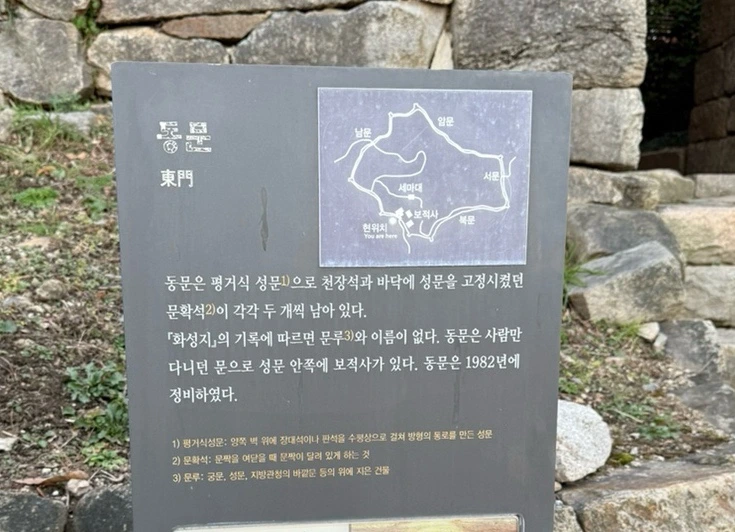 동문
東門
암문
남문
서문
세마대
보적사
북문
현위치
You are here
동문은 평거식 성문1)으로 천장석과 바닥에 성문을 고정시켰던
문확석2)이 각각 두 개씩 남아 있다.
『화성지』의 기록에 따르면 문루3)와 이름이 없다. 동문은 사람만
다니던 문으로 성문 안쪽에 보적사가 있다. 동문은 1982년에
정비하였다.
1) 평거식성문: 양쪽 벽 위에 장대석이나 판석을 수평상으로 걸쳐 방형의 통로를 만든 성문
2) 문확석: 문짝을 여닫을 때 문짝이 달려 있게 하는 것
3) 문루: 궁문, 성문, 지방관청의 바깥문 등의 위에 지은 건물